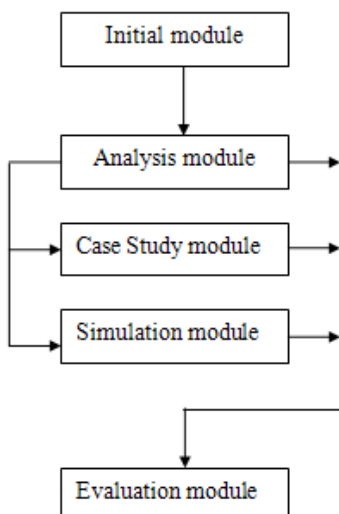 Initial module
Analysis module
Case Study module
Simulation module
Evaluation module